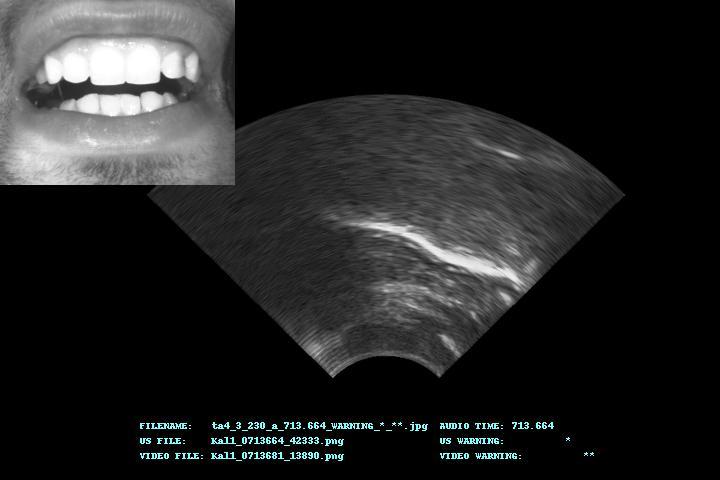 FILENAME: ta4_3_230_a_713.664_WARNING_*_**.jpg AUDIO TIME: 713.664
US FILE: Kal1_0713664_42333.png US WARNING: *
VIDEO FILE: Kal1_0713681_13890.png VIDEO WARNING: **